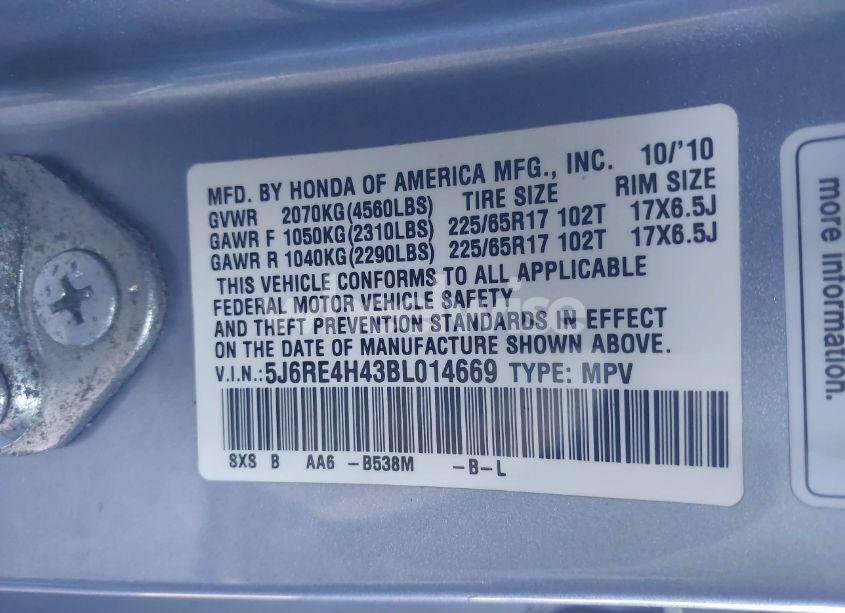 MFD. BY HONDA OF AMERICA MFG., INC. 10/'10
GVWR 2070KG(4560LBS) TIRE SIZE RIM SIZE
GAWR F 1050KG(2310LBS) 225/65R17 102T 17X6.5J
GAWR R 1040KG(2290LBS) 225/65R17 102T 17X6.5J
THIS VEHICLE CONFORMS TO ALL APPLICABLE
FEDERAL MOTOR VEHICLE SAFETY
AND THEFT PREVENTION STANDARDS IN EFFECT
ON THE DATE OF MANUFACTURE SHOWN ABOVE.
V.I.N.:5J6RE4H43BL014669 TYPE: MPV
SXS B AA6 -B538M -B-L
more information.